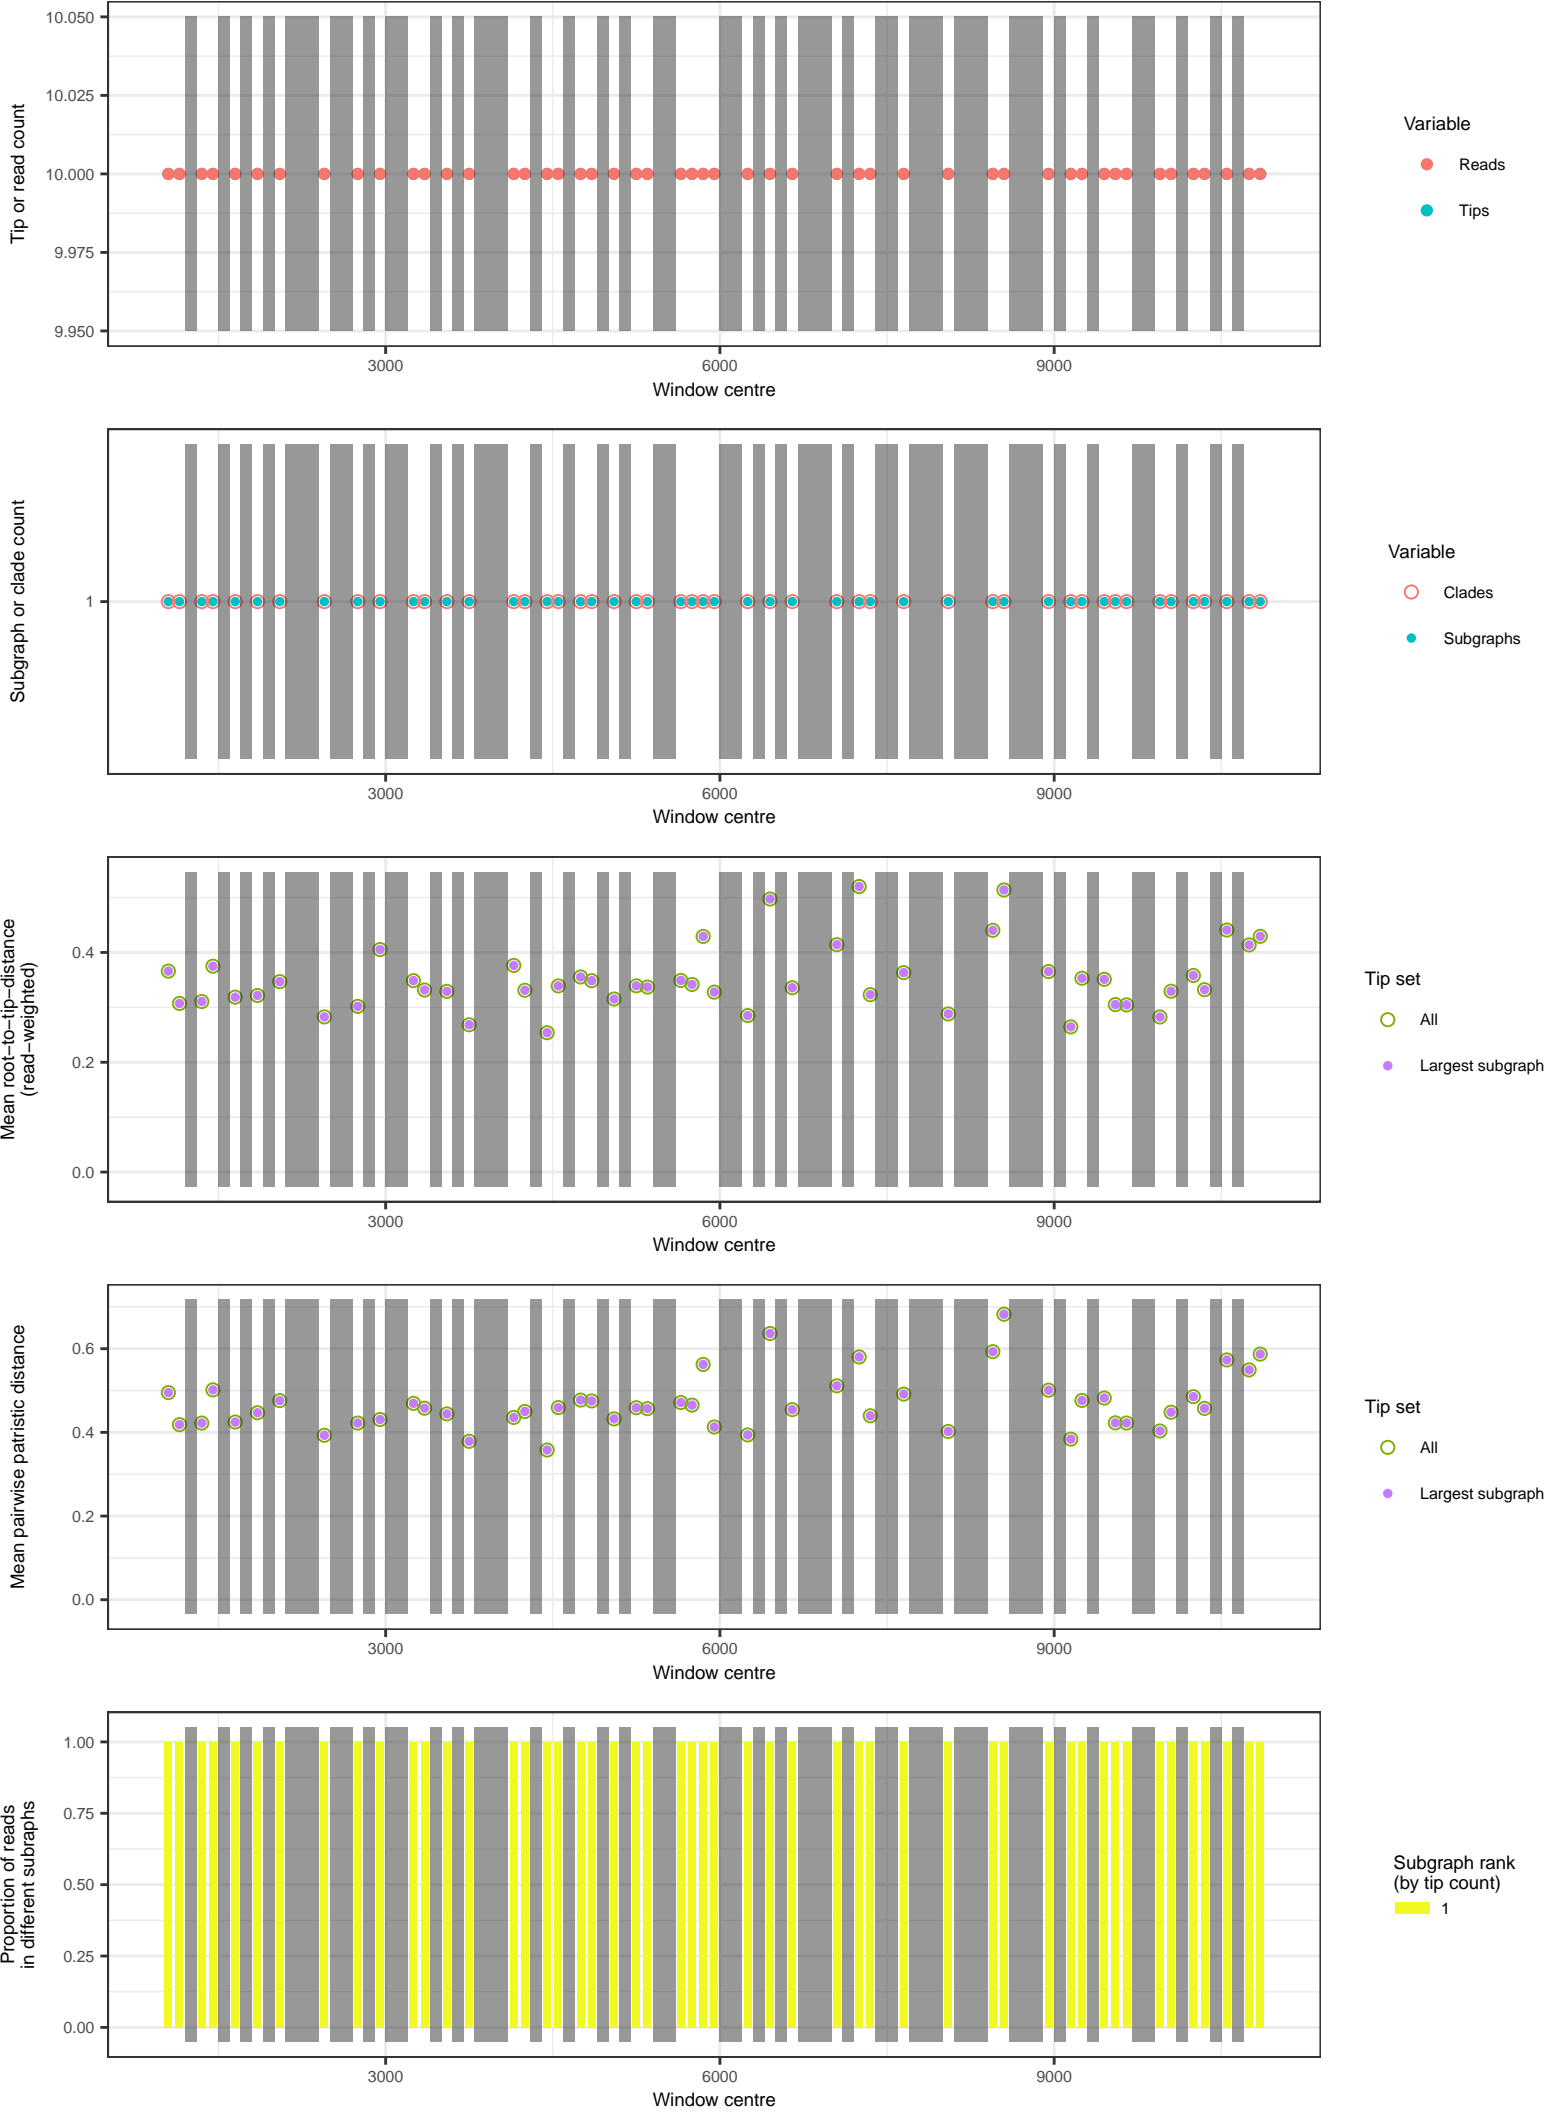 10.050
10.025
10.000
9.975
9.950
Tip or read count
3000
6000
9000
Window centre
Variable
Reads
Tips
Subgraph or clade count
1
3000
6000
9000
Window centre
Variable
Clades
Subgraphs
Mean root−to−tip−distance
(read−weighted)
0.4
0.2
0.0
3000
6000
9000
Window centre
Tip set
All
Largest subgraph
Mean pairwise patristic distance
0.6
0.4
0.2
0.0
3000
6000
9000
Window centre
Tip set
All
Largest subgraph
Proportion of reads
in different subraphs
1.00
0.75
0.50
0.25
0.00
3000
6000
9000
Window centre
Subgraph rank
(by tip count)
1